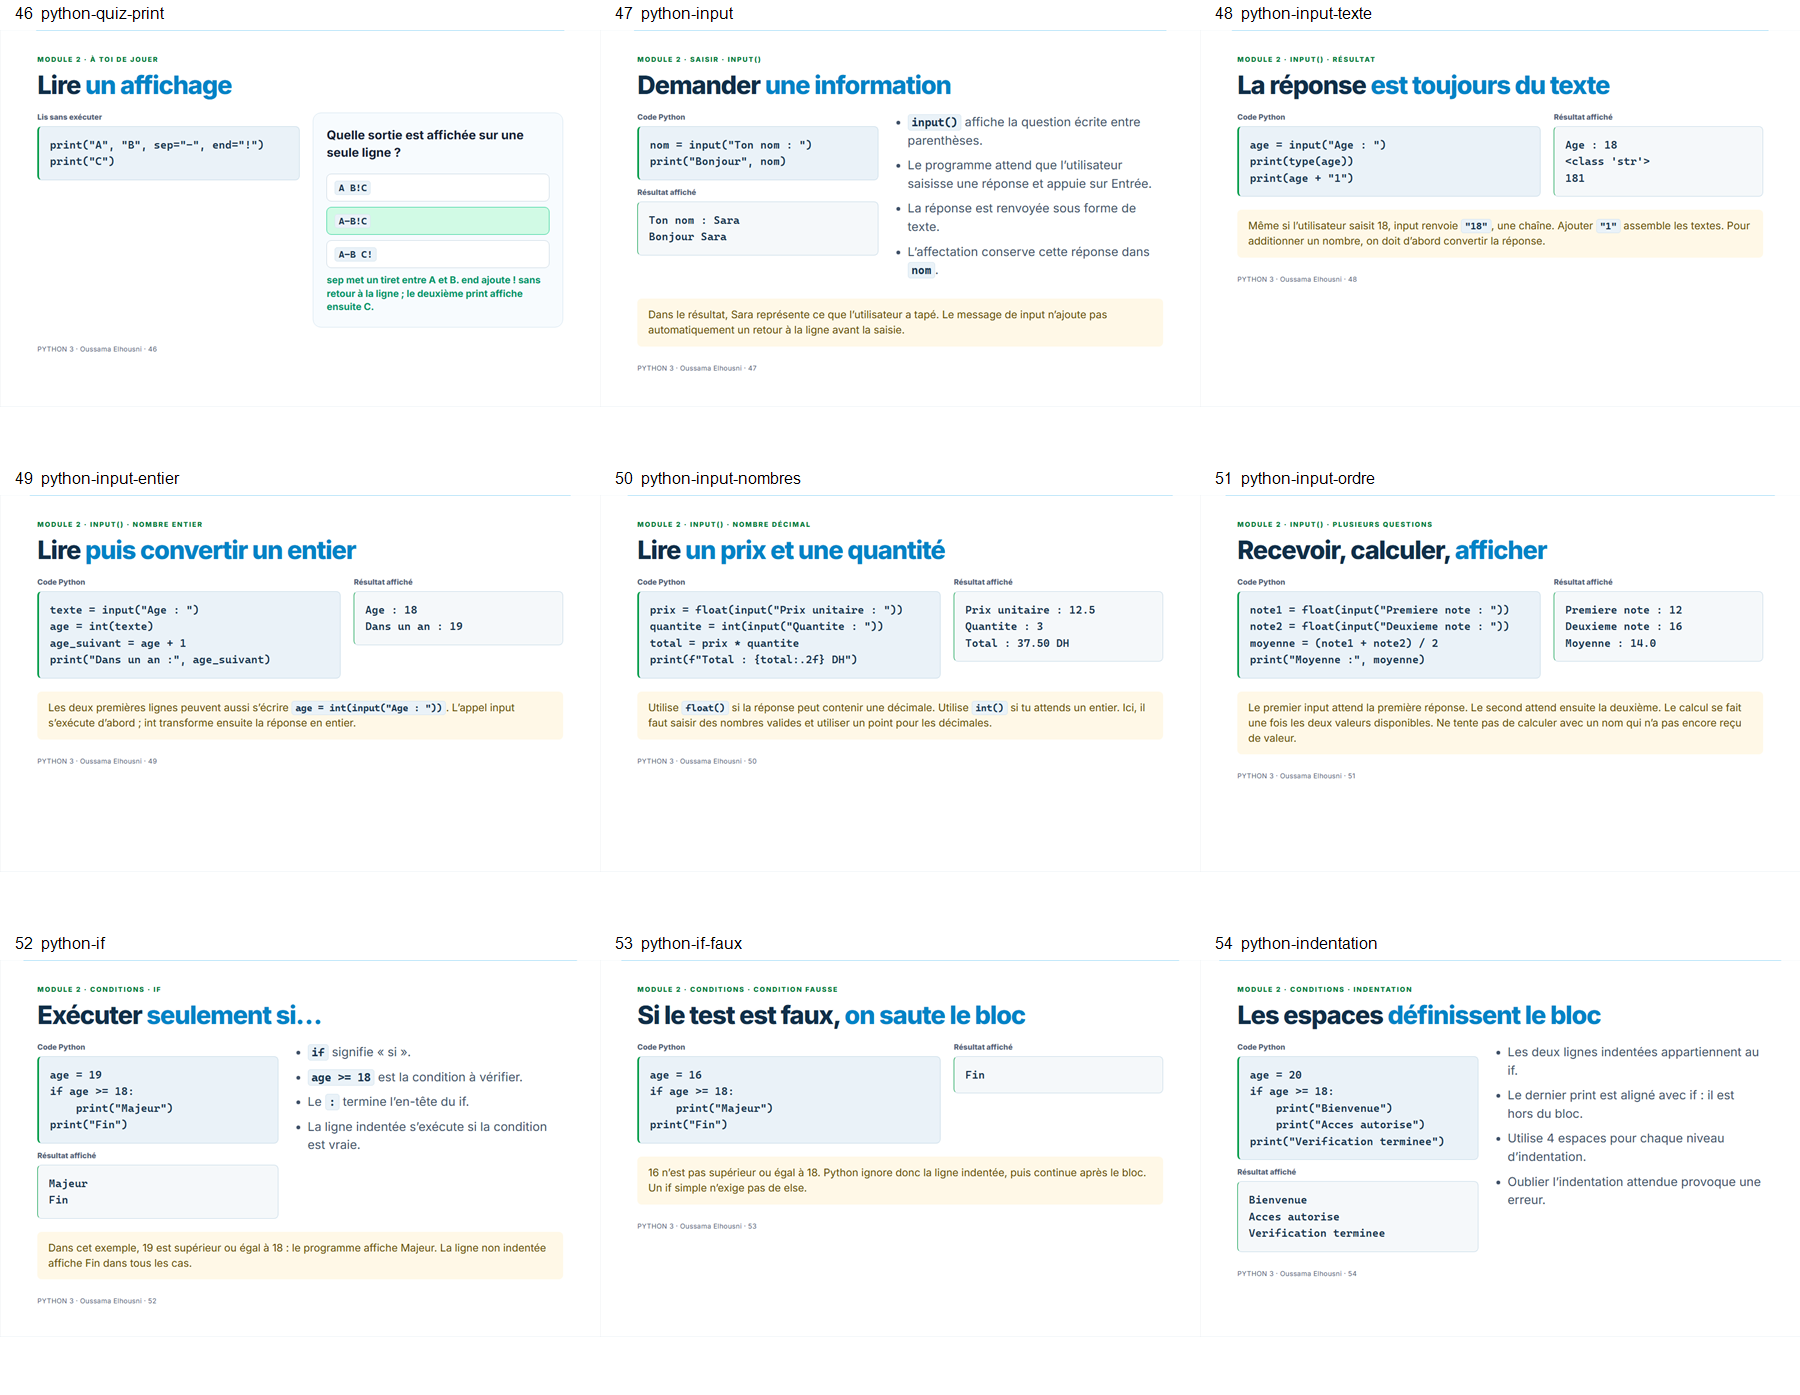 46 python-quiz-print
MODULE 2 · À TOI DE JOUER
Lire un affichage
Lis sans exécuter
print("A", "B", sep="-", end="!")
print("C")
Quelle sortie est affichée sur une
seule ligne ?
A B!C
A-B!C
A-B C!
sep met un tiret entre A et B. end ajoute ! sans
retour à la ligne ; le deuxième print affiche
ensuite C.
PYTHON 3 · Oussama Elhousni · 46
47 python-input
MODULE 2 · SAISIR · INPUT()
Demander une information
Code Python
nom = input("Ton nom : ")
print("Bonjour", nom)
Résultat affiché
Ton nom : Sara
Bonjour Sara
• input() affiche la question écrite entre
parenthèses.
• Le programme attend que l’utilisateur
saisisse une réponse et appuie sur Entrée.
• La réponse est renvoyée sous forme de
texte.
• L’affectation conserve cette réponse dans
nom.
Dans le résultat, Sara représente ce que l’utilisateur a tapé. Le message de input n’ajoute pas
automatiquement un retour à la ligne avant la saisie.
PYTHON 3 · Oussama Elhousni · 47
48 python-input-texte
MODULE 2 · INPUT() · RÉSULTAT
La réponse est toujours du texte
Code Python
age = input("Age : ")
print(type(age))
print(age + "1")
Résultat affiché
Age : 18
<class 'str'>
181
Même si l’utilisateur saisit 18, input renvoie "18", une chaîne. Ajouter "1" assemble les textes. Pour
additionner un nombre, on doit d’abord convertir la réponse.
PYTHON 3 · Oussama Elhousni · 48
49 python-input-entier
MODULE 2 · INPUT() · NOMBRE ENTIER
Lire puis convertir un entier
Code Python
texte = input("Age : ")
age = int(texte)
age_suivant = age + 1
print("Dans un an :", age_suivant)
Résultat affiché
Age : 18
Dans un an : 19
Les deux premières lignes peuvent aussi s’écrire age = int(input("Age : ")). L’appel input
s’exécute d’abord ; int transforme ensuite la réponse en entier.
PYTHON 3 · Oussama Elhousni · 49
50 python-input-nombres
MODULE 2 · INPUT() · NOMBRE DÉCIMAL
Lire un prix et une quantité
Code Python
prix = float(input("Prix unitaire : "))
quantite = int(input("Quantite : "))
total = prix * quantite
print(f"Total : {total:.2f} DH")
Résultat affiché
Prix unitaire : 12.5
Quantite : 3
Total : 37.50 DH
Utilise float() si la réponse peut contenir une décimale. Utilise int() si tu attends un entier. Ici, il
faut saisir des nombres valides et utiliser un point pour les décimales.
PYTHON 3 · Oussama Elhousni · 50
51 python-input-ordre
MODULE 2 · INPUT() · PLUSIEURS QUESTIONS
Recevoir, calculer, afficher
Code Python
note1 = float(input("Premiere note : "))
note2 = float(input("Deuxieme note : "))
moyenne = (note1 + note2) / 2
print("Moyenne :", moyenne)
Résultat affiché
Premiere note : 12
Deuxieme note : 16
Moyenne : 14.0
Le premier input attend la première réponse. Le second attend ensuite la deuxième. Le calcul se fait
une fois les deux valeurs disponibles. Ne tente pas de calculer avec un nom qui n’a pas encore reçu
de valeur.
PYTHON 3 · Oussama Elhousni · 51
52 python-if
MODULE 2 · CONDITIONS · IF
Exécuter seulement si…
Code Python
age = 19
if age >= 18:
    print("Majeur")
print("Fin")
Résultat affiché
Majeur
Fin
• if signifie « si ».
• age >= 18 est la condition à vérifier.
• Le : termine l’en-tête du if.
• La ligne indentée s’exécute si la condition
est vraie.
Dans cet exemple, 19 est supérieur ou égal à 18 : le programme affiche Majeur. La ligne non indentée
affiche Fin dans tous les cas.
PYTHON 3 · Oussama Elhousni · 52
53 python-if-faux
MODULE 2 · CONDITIONS · CONDITION FAUSSE
Si le test est faux, on saute le bloc
Code Python
age = 16
if age >= 18:
    print("Majeur")
print("Fin")
Résultat affiché
Fin
16 n’est pas supérieur ou égal à 18. Python ignore donc la ligne indentée, puis continue après le bloc.
Un if simple n’exige pas de else.
PYTHON 3 · Oussama Elhousni · 53
54 python-indentation
MODULE 2 · CONDITIONS · INDENTATION
Les espaces définissent le bloc
Code Python
age = 20
if age >= 18:
    print("Bienvenue")
    print("Acces autorise")
print("Verification terminee")
Résultat affiché
Bienvenue
Acces autorise
Verification terminee
• Les deux lignes indentées appartiennent au
if.
• Le dernier print est aligné avec if : il est
hors du bloc.
• Utilise 4 espaces pour chaque niveau
d’indentation.
• Oublier l’indentation attendue provoque une
erreur.
PYTHON 3 · Oussama Elhousni · 54